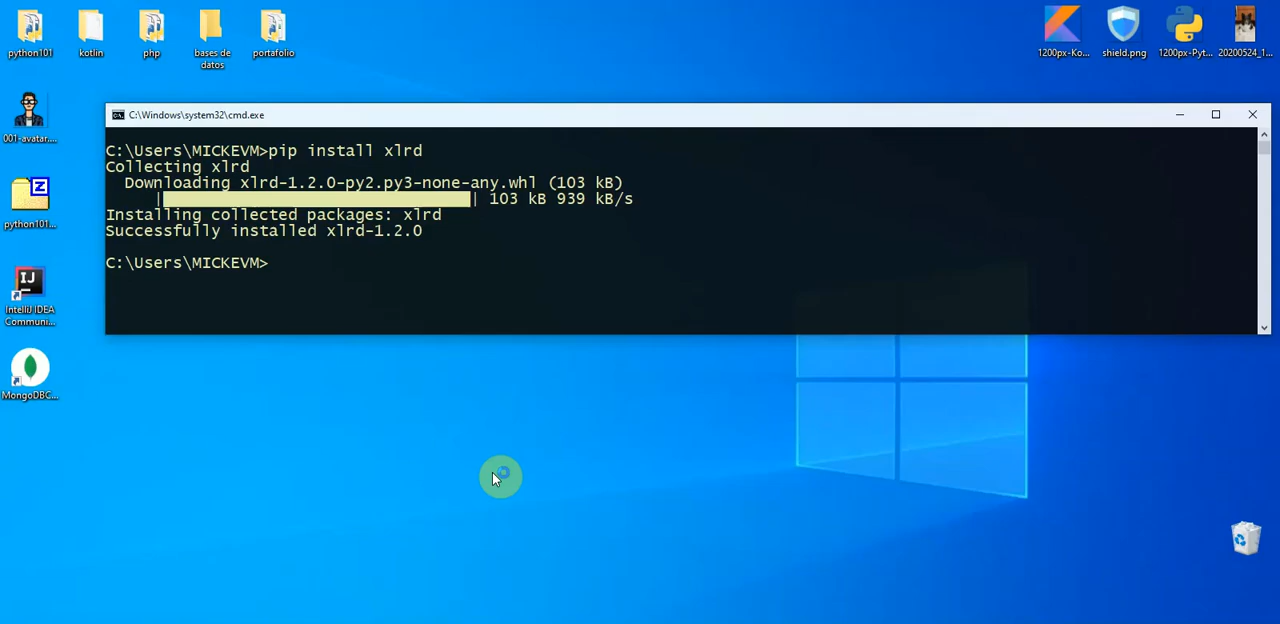 python101
kotlin
php
bases de
datos
portafolio
1200px-Ko...
shield.png
1200px-Pyt...
20200524_1...
001-avatar....
python101...
IJ
IntelliJ IDEA
Communi...
MongoDBC...
C:\Windows\system32\cmd.exe
C:\Users\MICKEVM>pip install xlrd
Collecting xlrd
  Downloading xlrd-1.2.0-py2.py3-none-any.whl (103 kB)
     |████████████████████████████████| 103 kB 939 kB/s
Installing collected packages: xlrd
Successfully installed xlrd-1.2.0
C:\Users\MICKEVM>